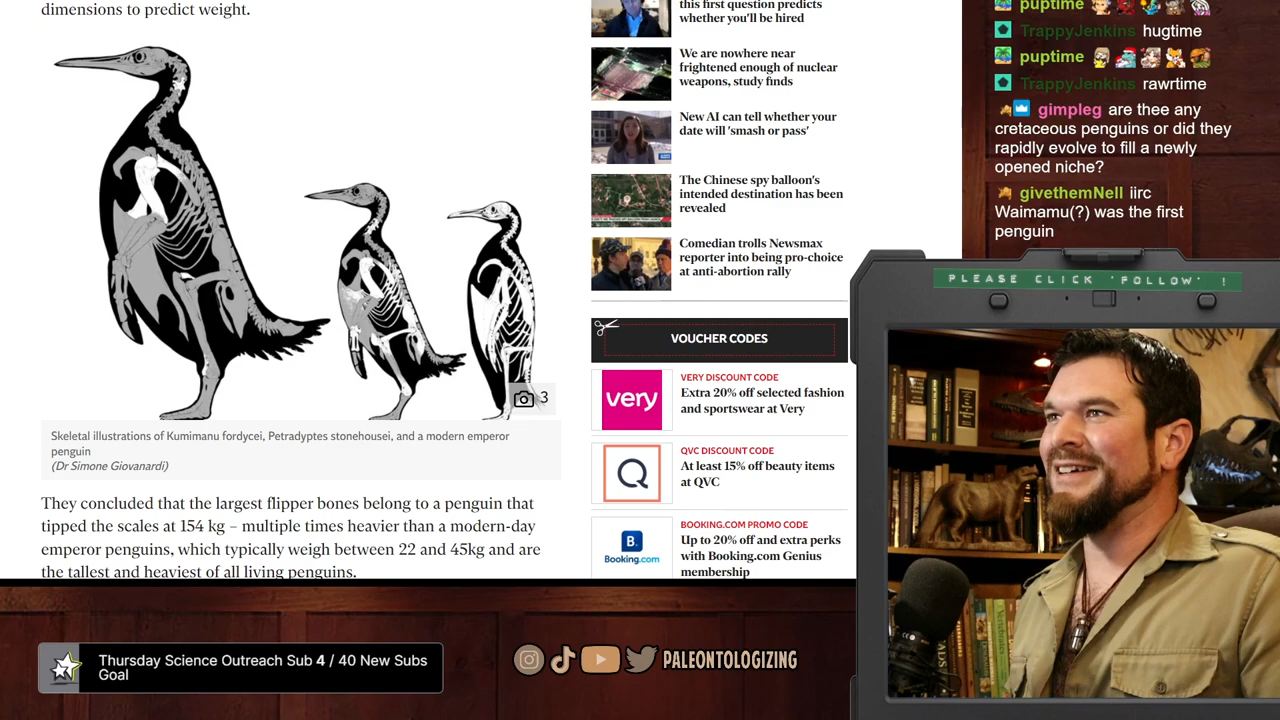 dimensions to predict weight.
3
Skeletal illustrations of Kumimanu fordycei, Petradyptes stonehousei, and a modern emperor
penguin
(Dr Simone Giovanardi)
They concluded that the largest flipper bones belong to a penguin that
tipped the scales at 154 kg – multiple times heavier than a modern-day
emperor penguins, which typically weigh between 22 and 45kg and are
the tallest and heaviest of all living penguins.
this first question predicts
whether you'll be hired
We are nowhere near
frightened enough of nuclear
weapons, study finds
New AI can tell whether your
date will 'smash or pass'
The Chinese spy balloon's
intended destination has been
revealed
Comedian trolls Newsmax
reporter into being pro-choice
at anti-abortion rally
VOUCHER CODES
very
VERY DISCOUNT CODE
Extra 20% off selected fashion
and sportswear at Very
Q
QVC DISCOUNT CODE
At least 15% off beauty items
at QVC
B.
Booking.com
BOOKING.COM PROMO CODE
Up to 20% off and extra perks
with Booking.com Genius
membership
puptime
TrappyJenkins hugtime
puptime
TrappyJenkins rawrtime
gimpleg are thee any
cretaceous penguins or did they
rapidly evolve to fill a newly
opened niche?
givethemNell iirc
Waimamu(?) was the first
penguin
PLEASE CLICK 'FOLLOW' !
Thursday Science Outreach Sub 4 / 40 New Subs
Goal
PALEONTOLOGIZING